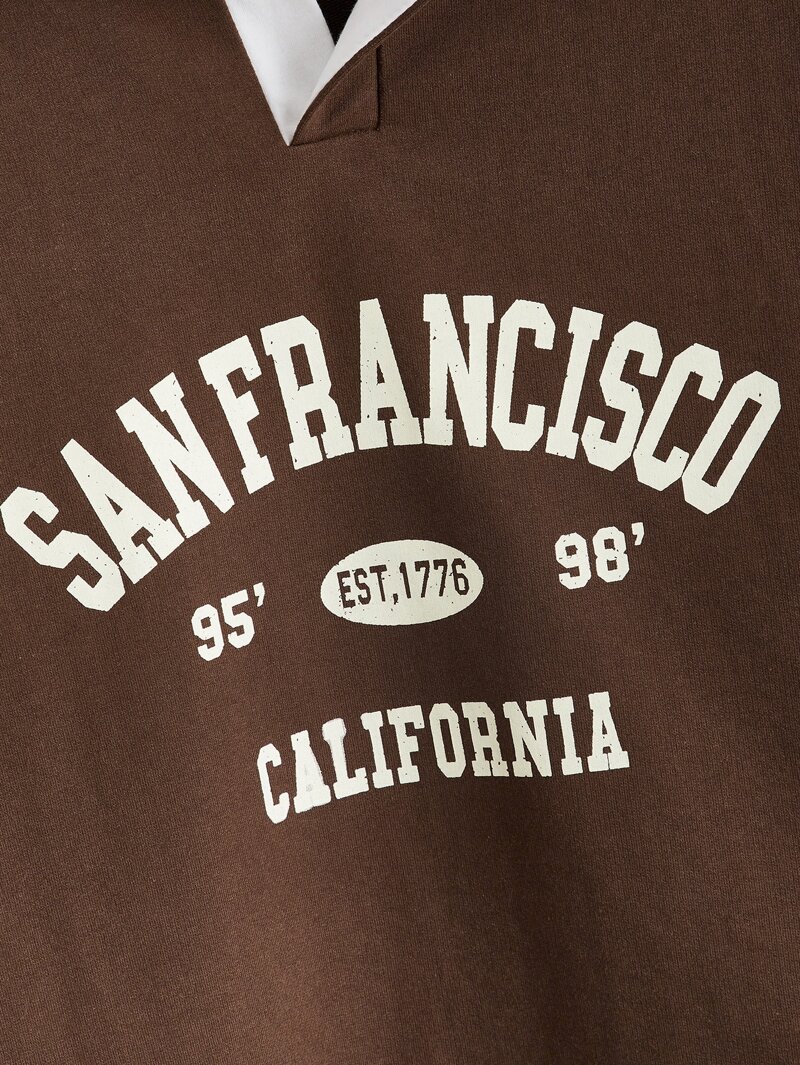 SANFRANCISCO
95' EST,1776 98'
CALIFORNIA